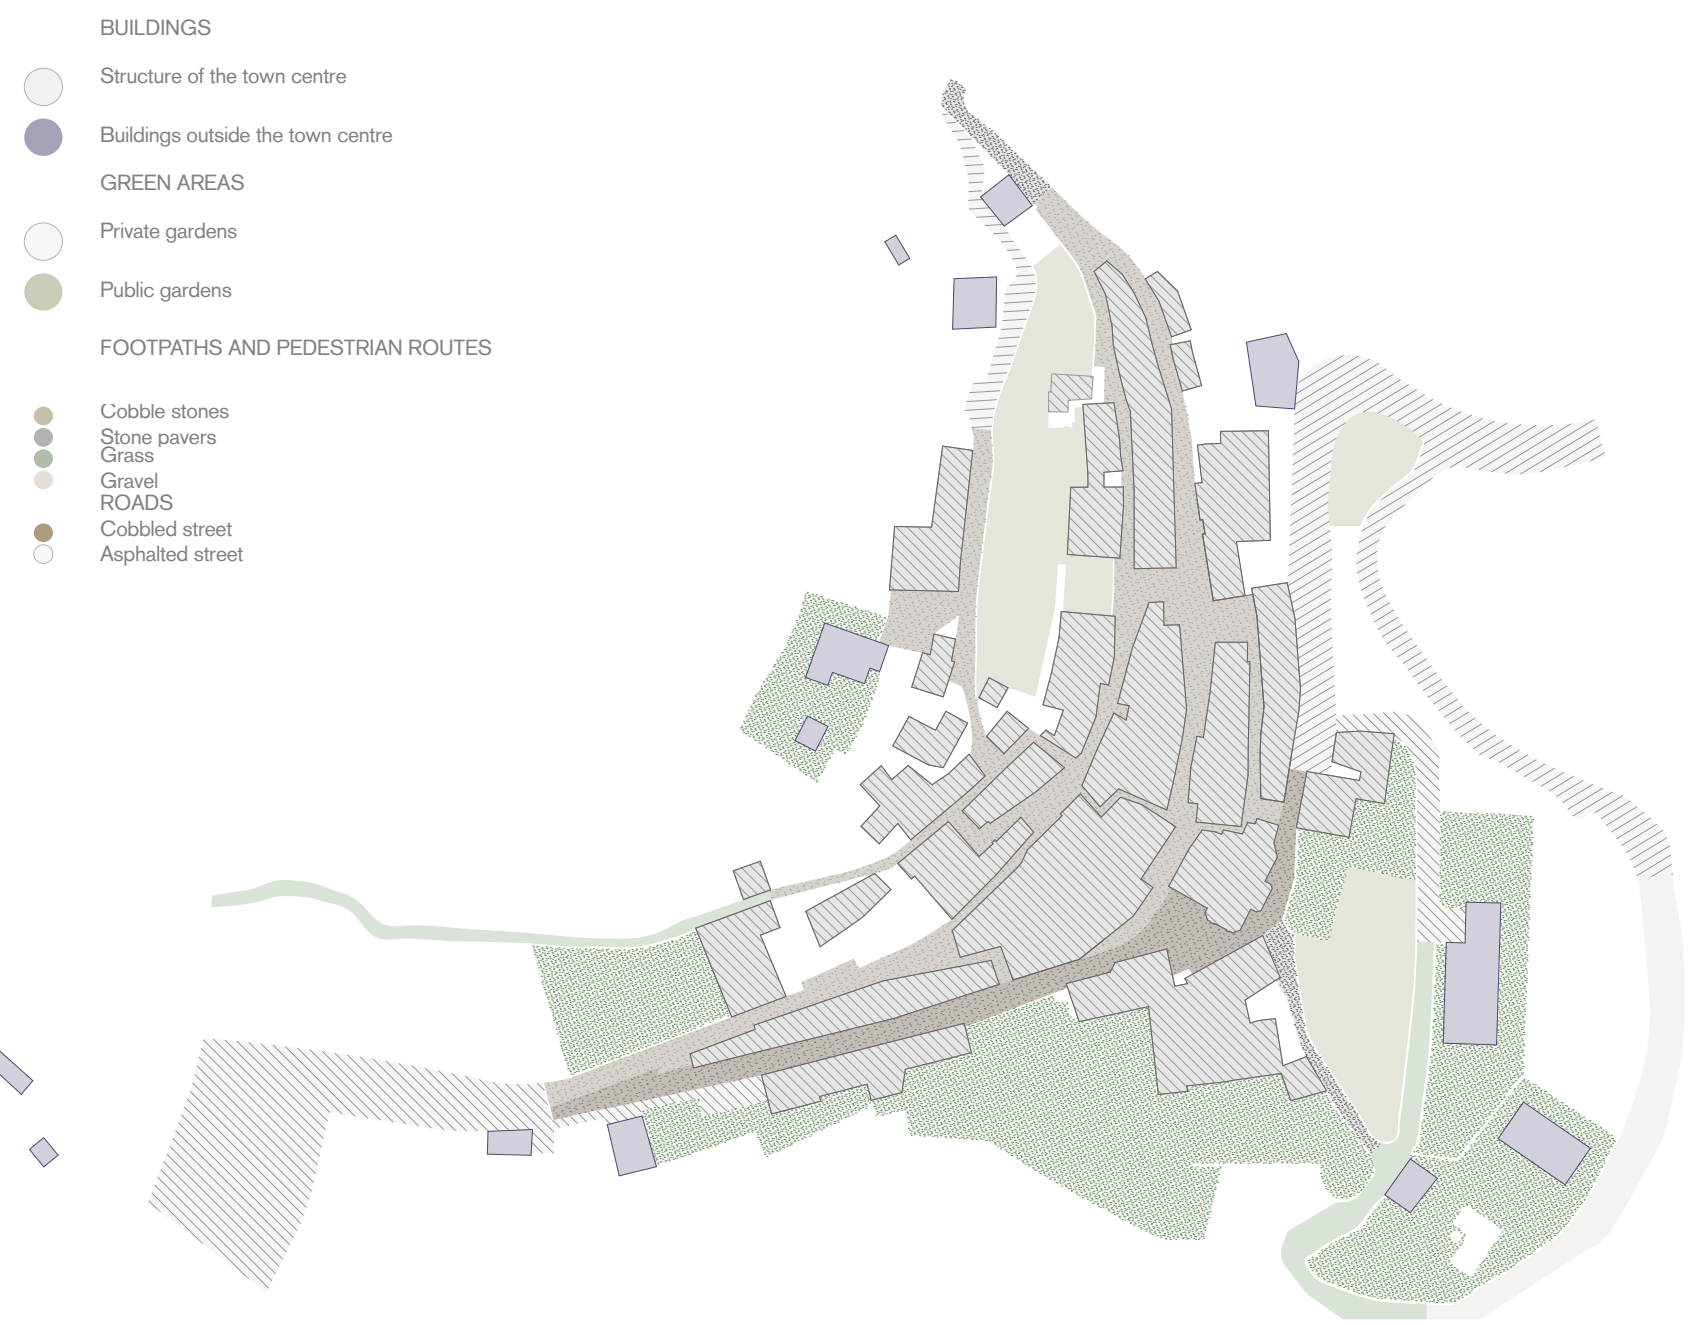 BUILDINGS
Structure of the town centre
Buildings outside the town centre
GREEN AREAS
Private gardens
Public gardens
FOOTPATHS AND PEDESTRIAN ROUTES
Cobble stones
Stone pavers
Grass
Gravel
ROADS
Cobbled street
Asphalted street